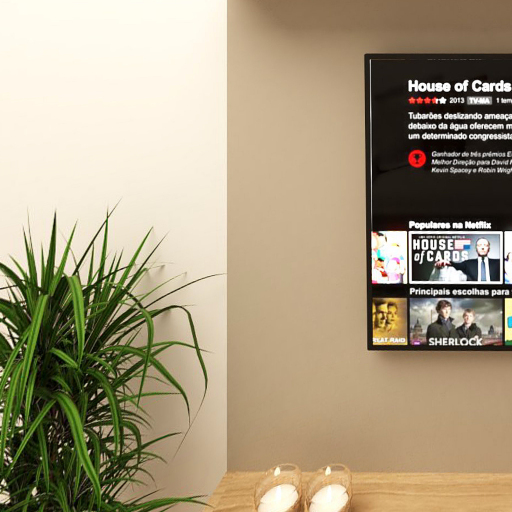 House of Cards
2013 TV-MA 1 tem
Tubarões deslizando ameaça
debaixo da água oferecem m
um determinado congressista
Ganhador de três prêmios E
Melhor Direção para David F
Kevin Spacey e Robin Wrigh
Populares na Netflix
HOUSE
of CARDS
Principais escolhas para
SHERLOCK